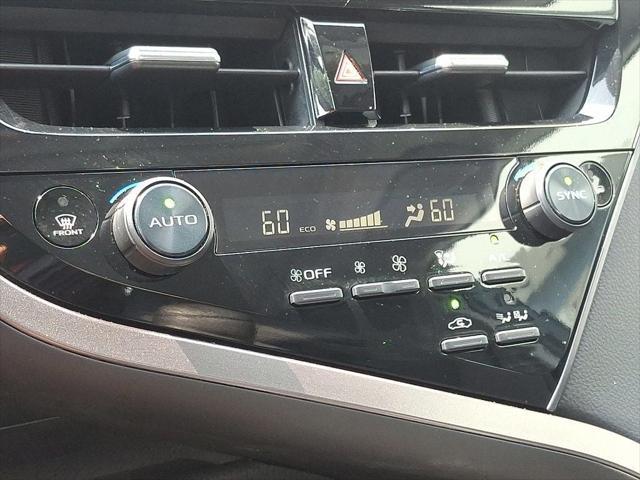 AUTO
SYNC
FRONT
60 ECO 60
OFF
A/C